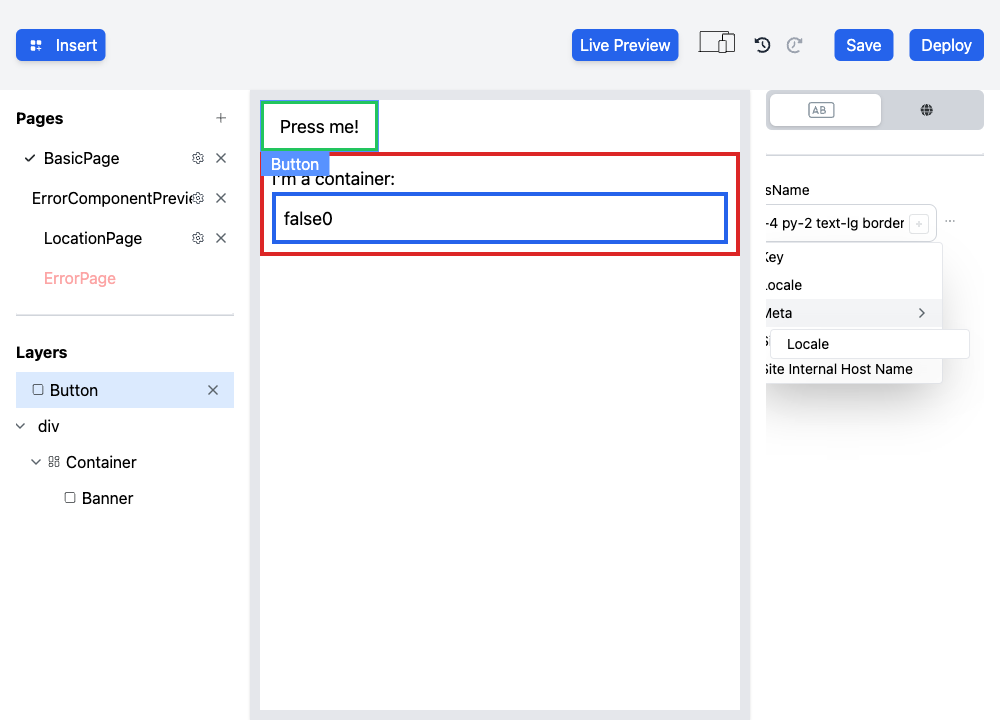 Insert
Live Preview
Save
Deploy
Pages
BasicPage
ErrorComponentPrevie
LocationPage
ErrorPage
Layers
Button
div
Container
Banner
Press me!
Button
I'm a container:
false0
AB
sName
-4 py-2 text-lg border
Key
Locale
Meta
Locale
Site Internal Host Name